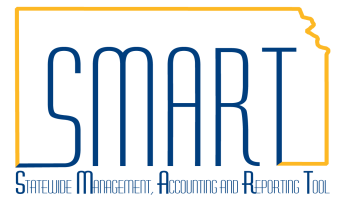 SMART
STATEWIDE MANAGEMENT, ACCOUNTING AND REPORTING TOOL